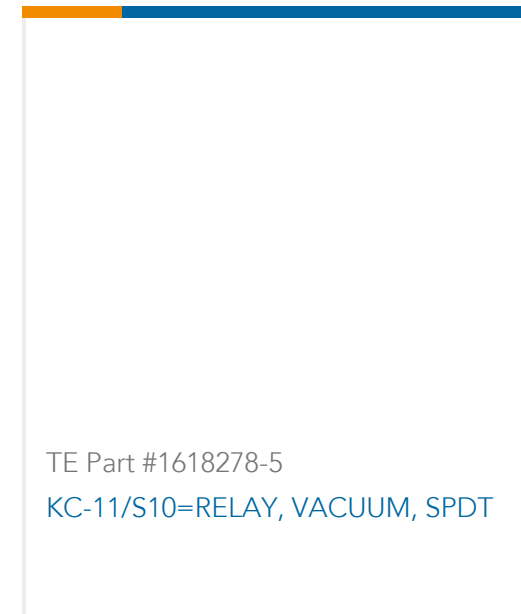 TE Part #1618278-5
KC-11/S10=RELAY, VACUUM, SPDT